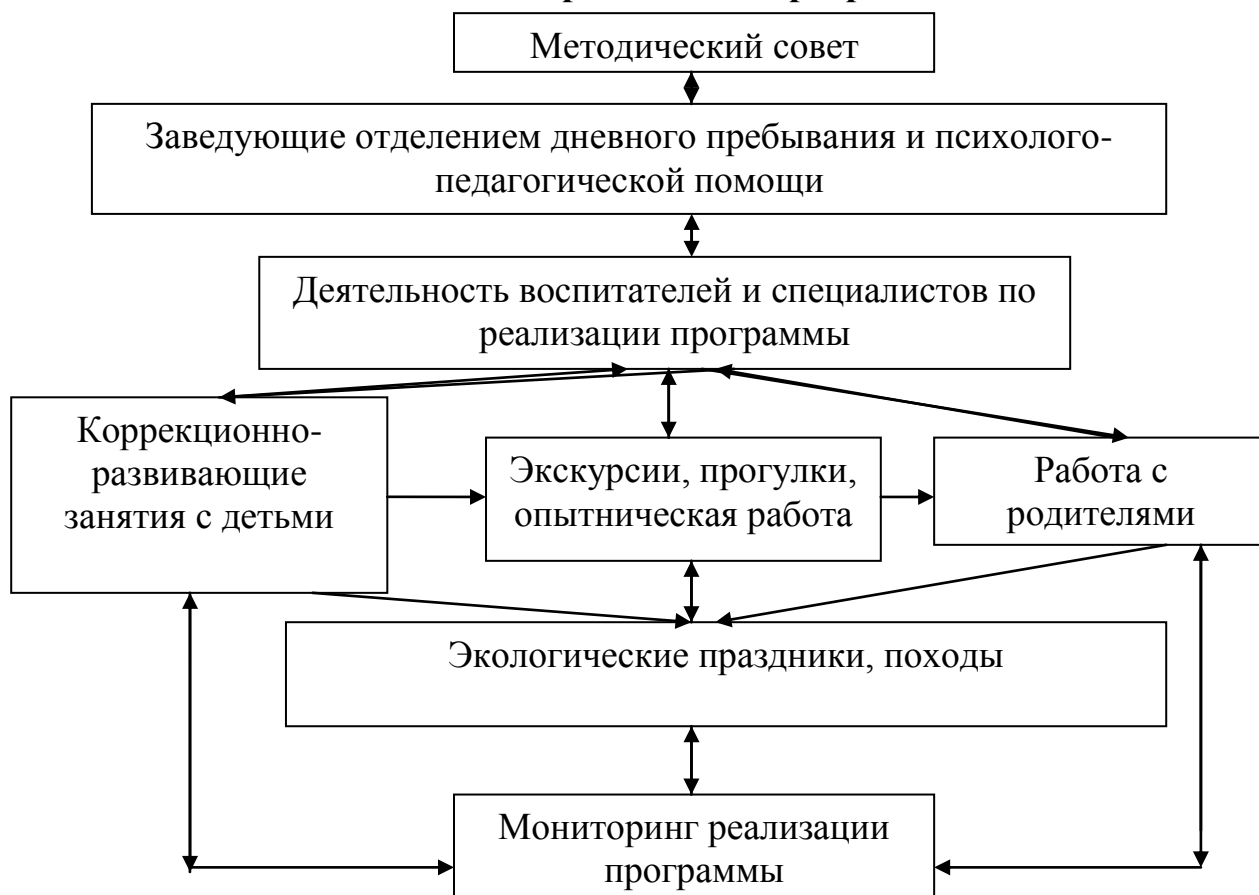 Методический совет
Заведующие отделением дневного пребывания и психолого-
педагогической помощи
Деятельность воспитателей и специалистов по
реализации программы
Коррекционно-
развивающие
занятия с детьми
Экскурсии, прогулки,
опытническая работа
Работа с
родителями
Экологические праздники, походы
Мониторинг реализации
программы